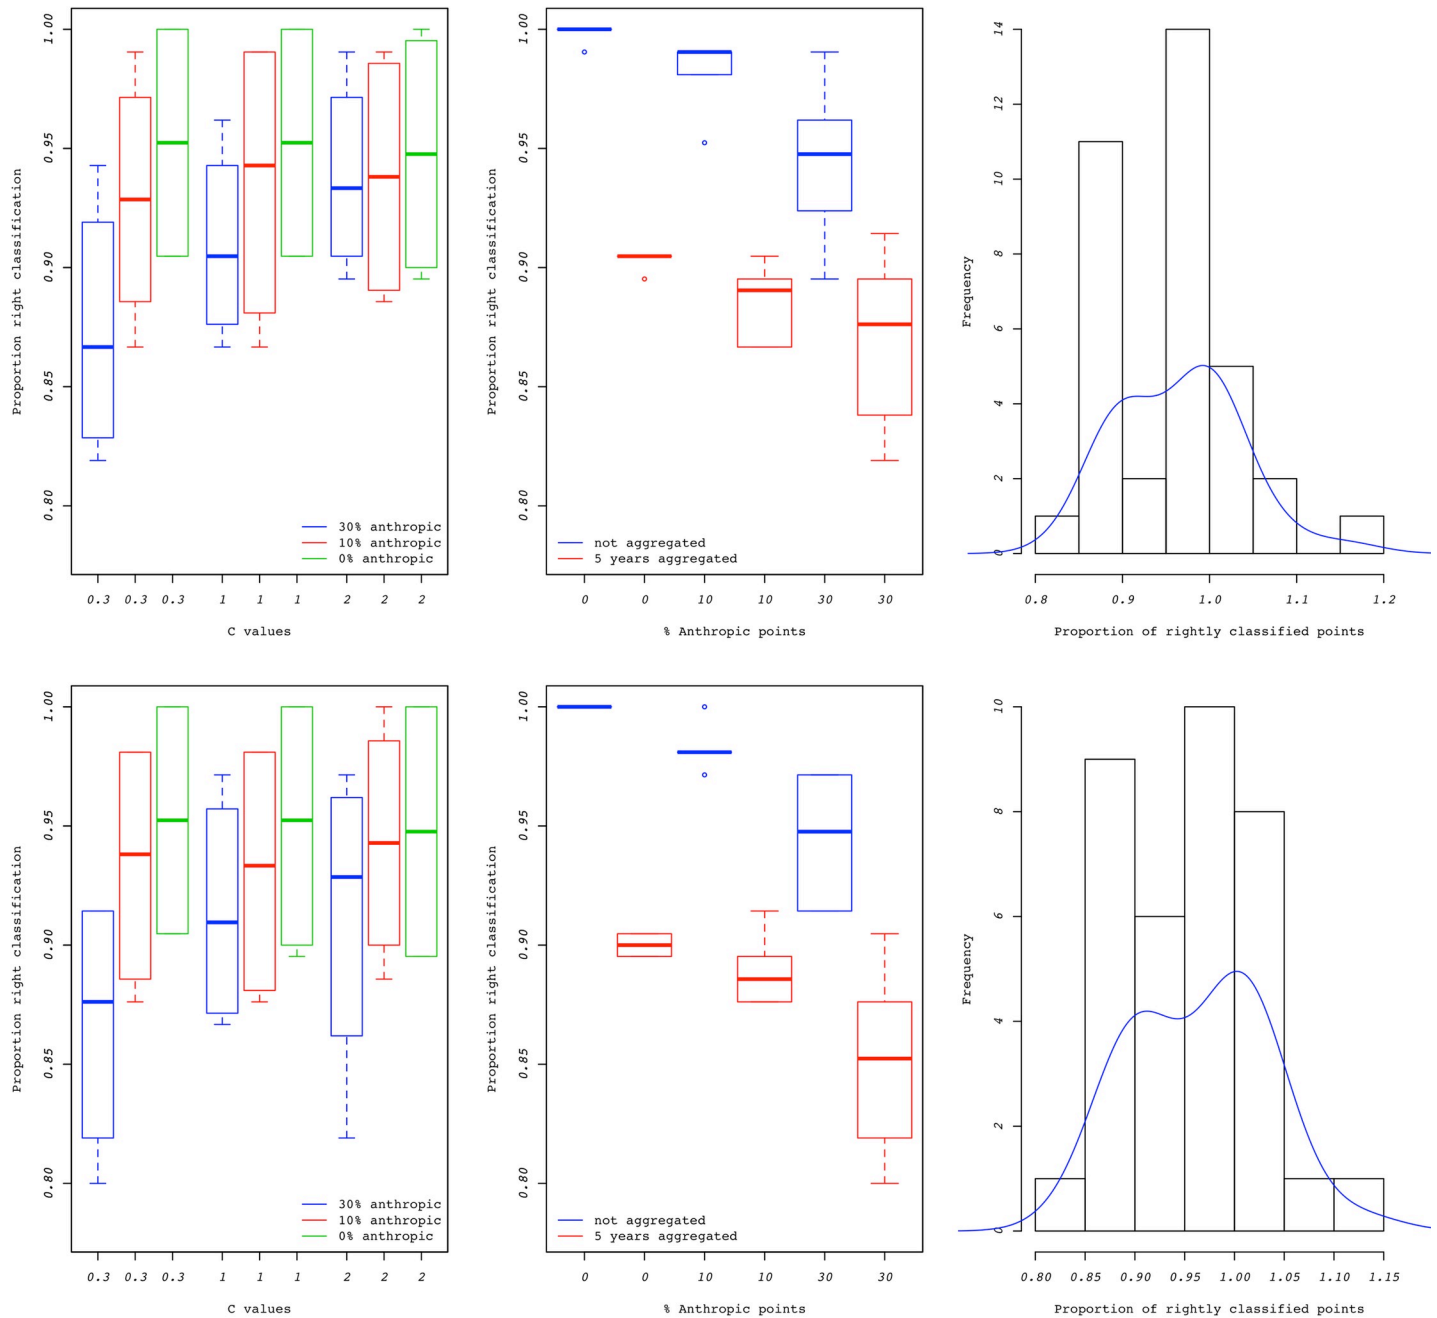 Proportion right classification
1.00
0.95
0.90
0.85
0.80
30% anthropic
10% anthropic
0% anthropic
0.3 0.3 0.3 1 1 1 2 2 2
C values
Proportion right classification
1.00
0.95
0.90
0.85
0.80
not aggregated
5 years aggregated
0 0 10 10 30 30
% Anthropic points
Frequency
14
12
10
8
6
4
2
0
0.8 0.9 1.0 1.1 1.2
Proportion of rightly classified points
Proportion right classification
1.00
0.95
0.90
0.85
0.80
30% anthropic
10% anthropic
0% anthropic
0.3 0.3 0.3 1 1 1 2 2 2
C values
Proportion right classification
1.00
0.95
0.90
0.85
0.80
not aggregated
5 years aggregated
0 0 10 10 30 30
% Anthropic points
Frequency
10
8
6
4
2
0
0.80 0.85 0.90 0.95 1.00 1.05 1.10 1.15
Proportion of rightly classified points